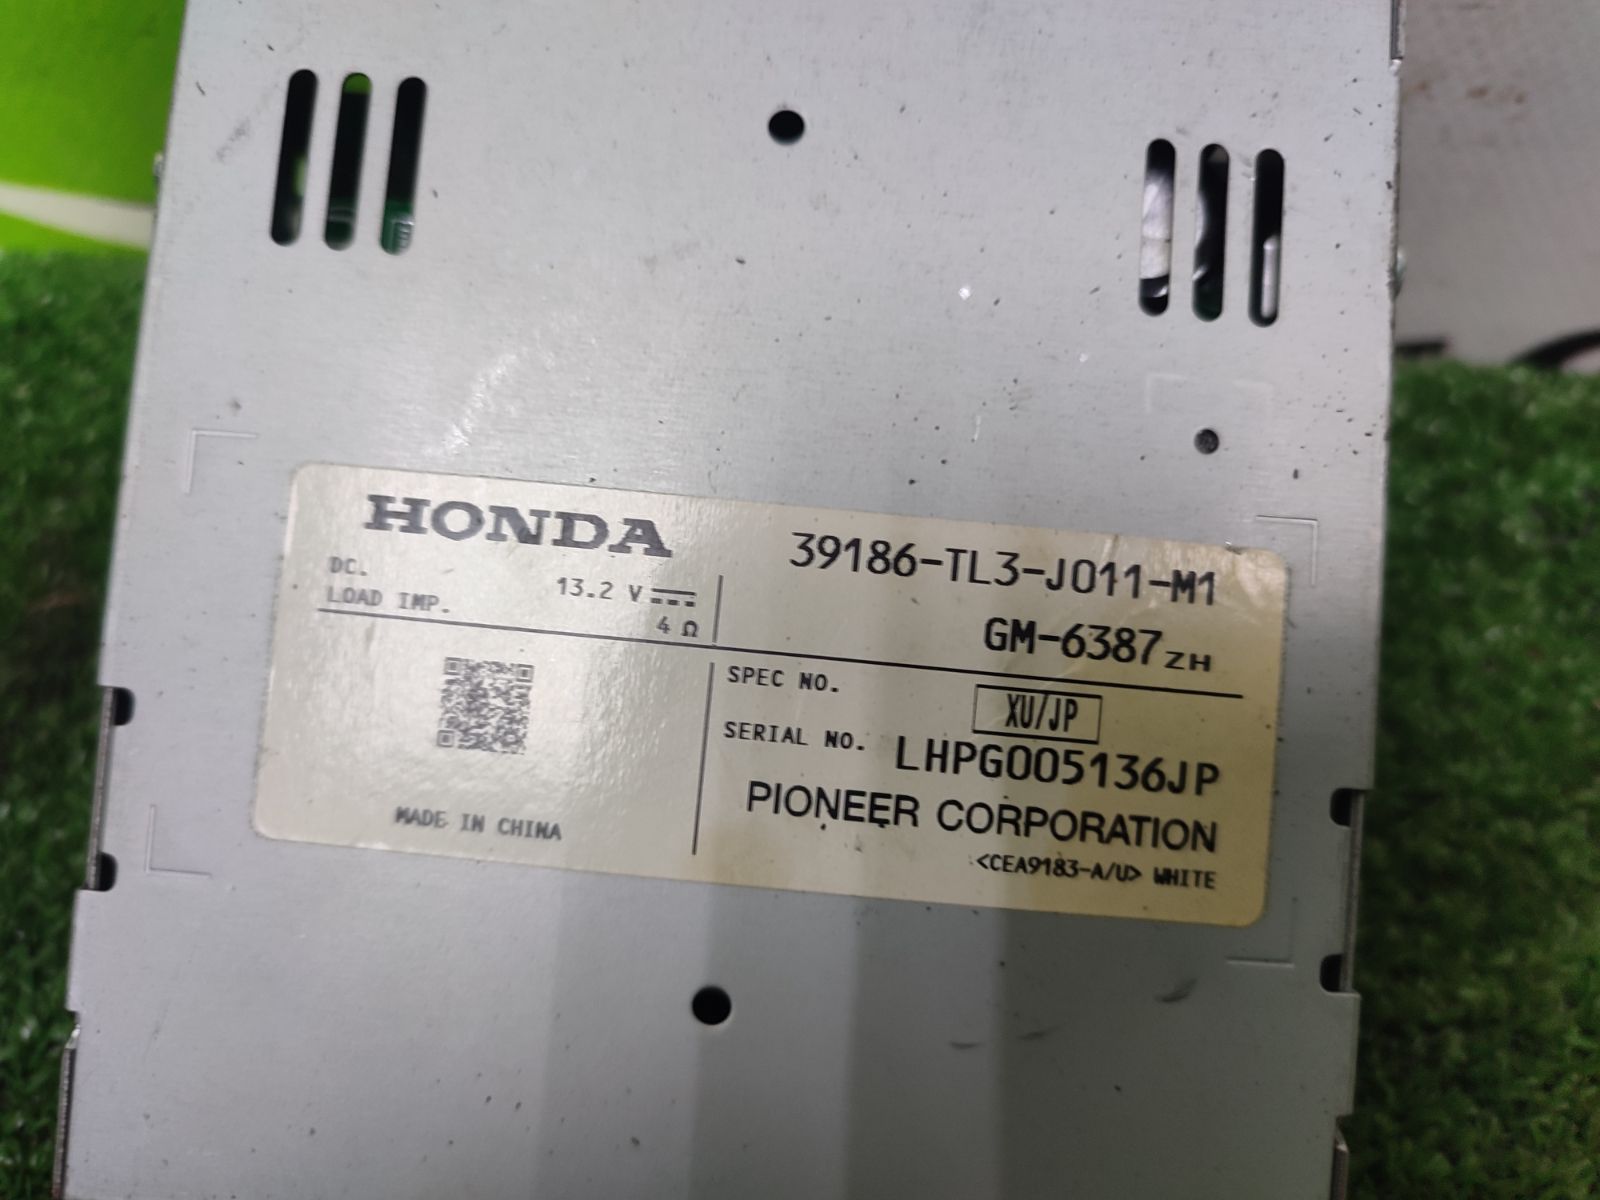 HONDA
39186-TL3-J011-M1
DC. 13.2 V
LOAD IMP. 4 Ω
GM-6387ZH
SPEC NO. XU/JP
SERIAL NO. LHPG005136JP
PIONEER CORPORATION
MADE IN CHINA
<CEA9183-A/U> WHITE